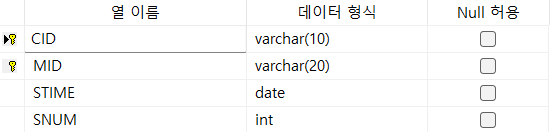 열 이름 데이터 형식 Null 허용
CID varchar(10)
MID varchar(20)
STIME date
SNUM int